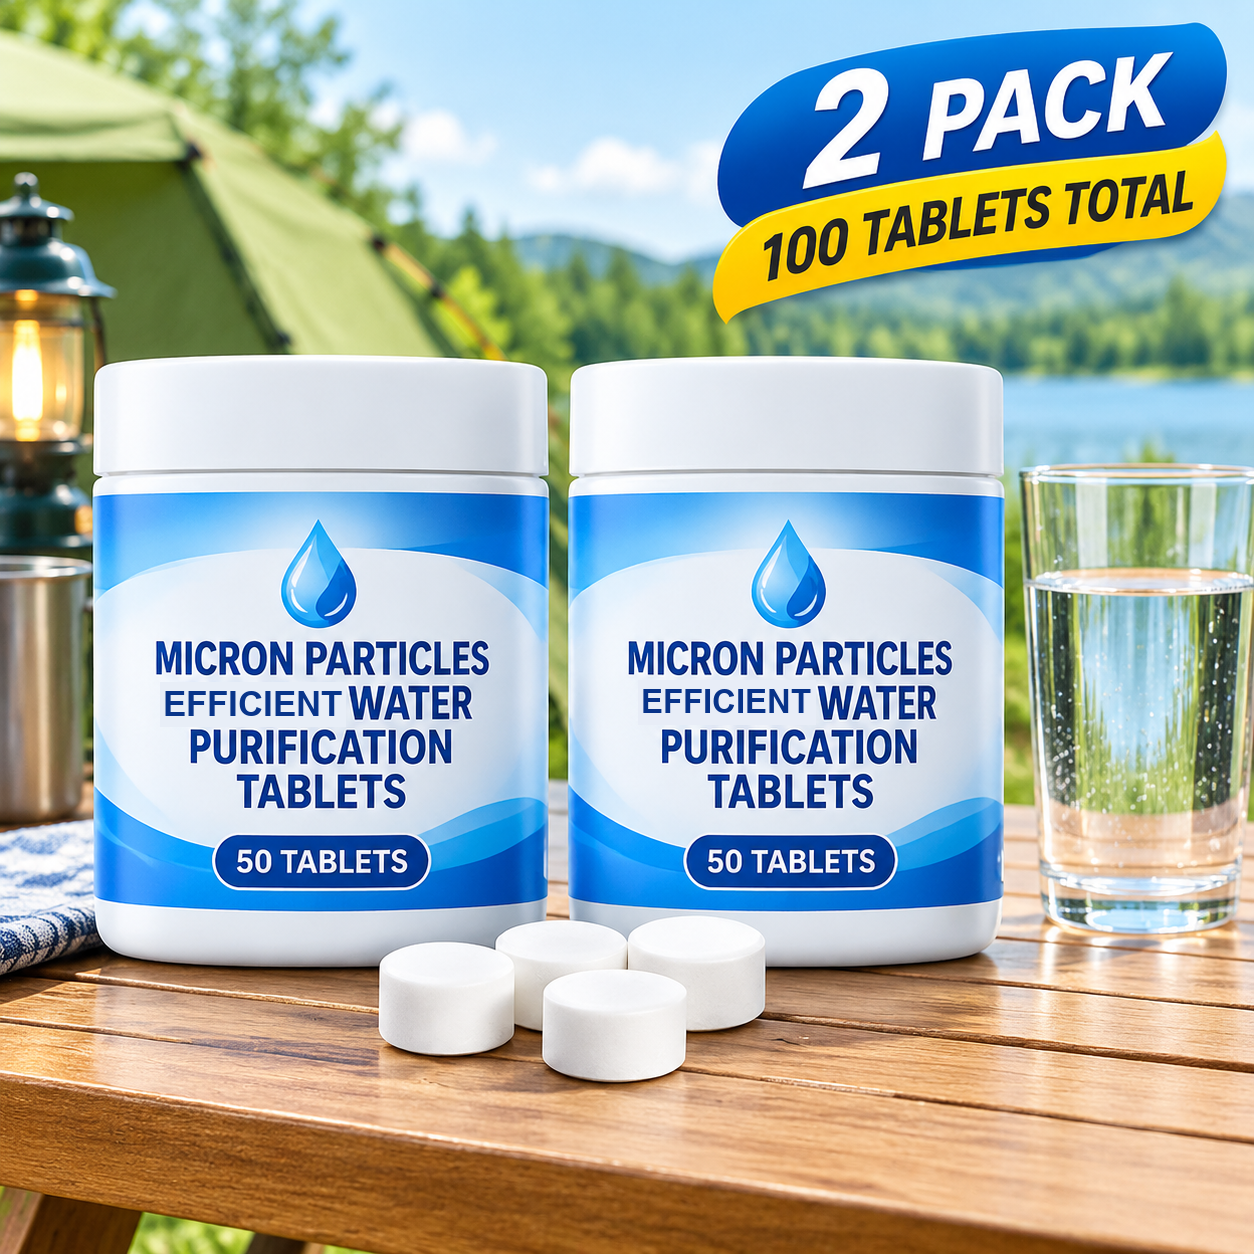 2 PACK
100 TABLETS TOTAL
MICRON PARTICLES
EFFICIENT WATER
PURIFICATION
TABLETS
50 TABLETS
MICRON PARTICLES
EFFICIENT WATER
PURIFICATION
TABLETS
50 TABLETS